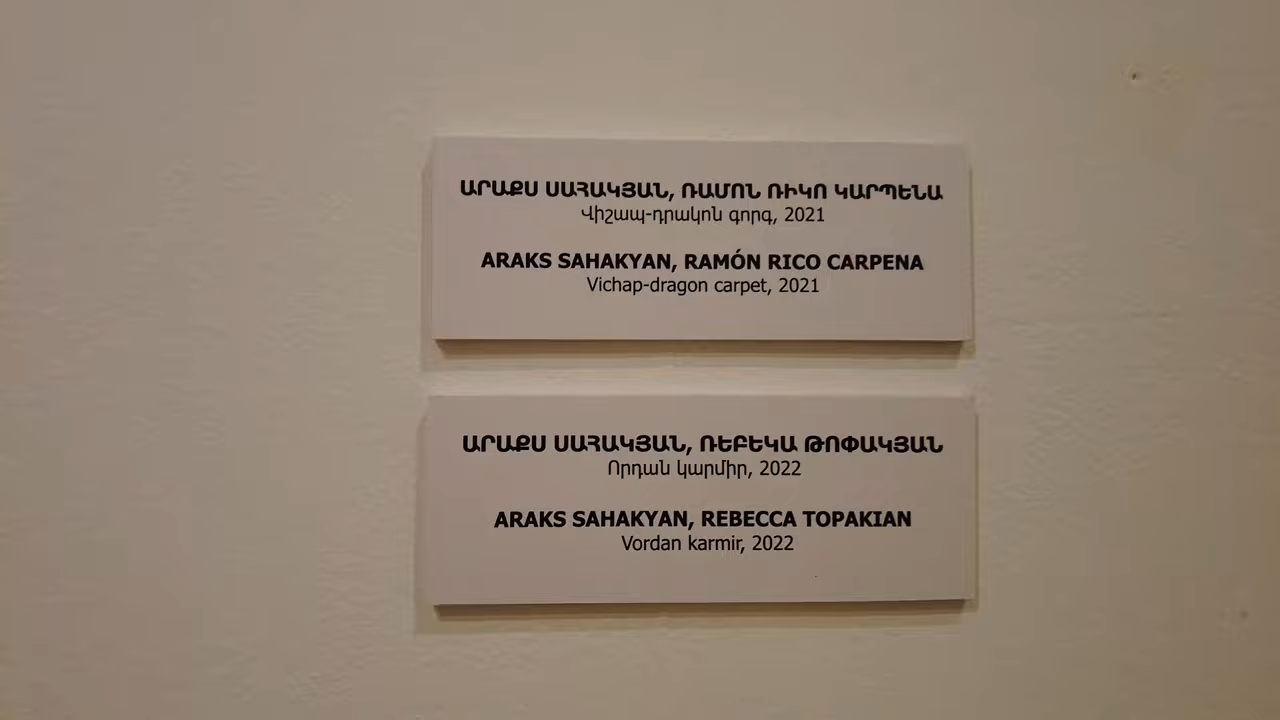 ԱՐԱՔՍ ՍԱՀԱԿՅԱՆ, ՌԱՄՈՆ ՌԻԿՈ ԿԱՐՊԵՆԱ
Վիշապ-դրակոն գորգ, 2021
ARAKS SAHAKYAN, RAMÓN RICO CARPENA
Vichap-dragon carpet, 2021
ԱՐԱՔՍ ՍԱՀԱԿՅԱՆ, ՌԵԲԵԿԱ ԹՈՓԱԿՅԱՆ
Որդան կարմիր, 2022
ARAKS SAHAKYAN, REBECCA TOPAKIAN
Vordan karmir, 2022